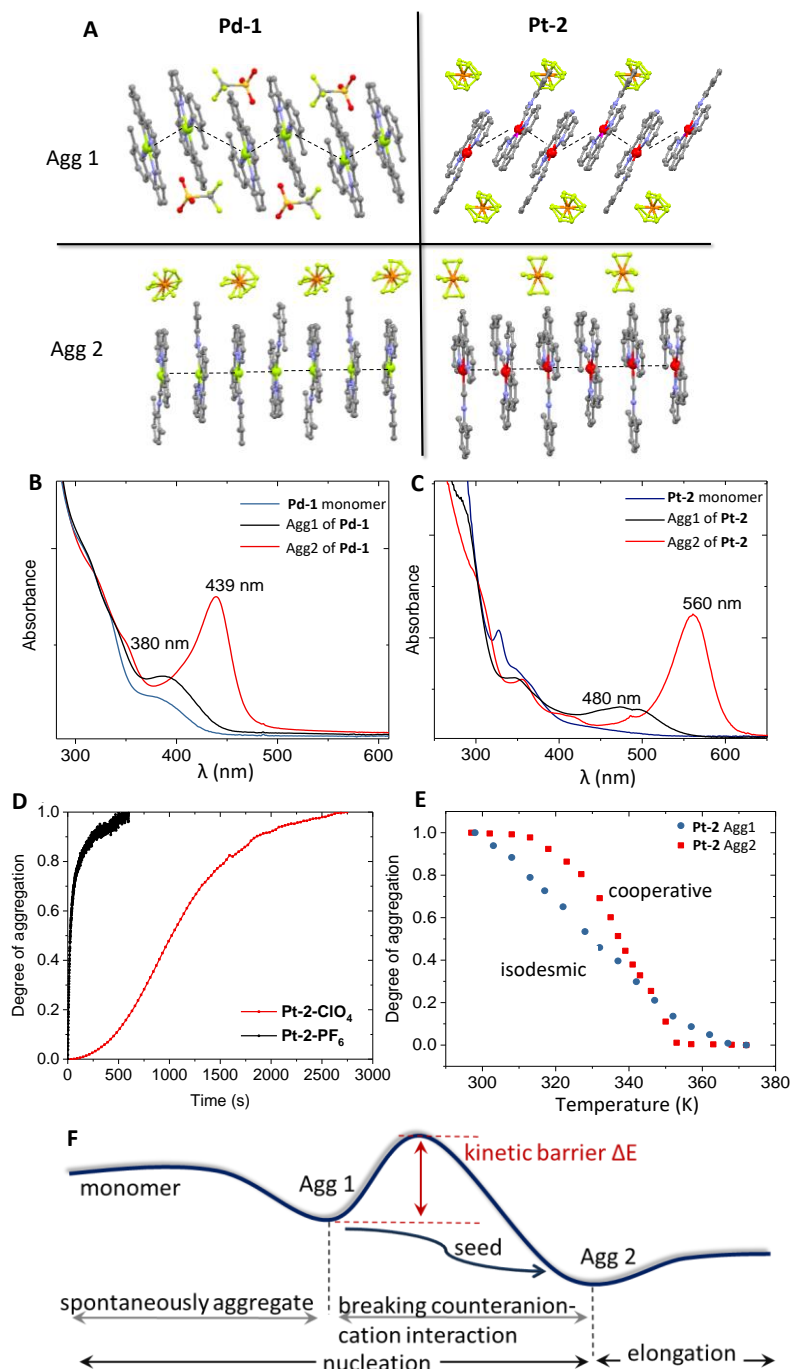 A
Pd-1
Pt-2
Agg 1
Agg 2
B
Absorbance
Pd-1 monomer
Agg1 of Pd-1
Agg2 of Pd-1
439 nm
380 nm
300
400
500
600
λ (nm)
C
Absorbance
Pt-2 monomer
Agg1 of Pt-2
Agg2 of Pt-2
560 nm
480 nm
300
400
500
600
λ (nm)
D
Degree of aggregation
1.0
0.8
0.6
0.4
0.2
0.0
Pt-2-ClO₄
Pt-2-PF₆
0 500 1000 1500 2000 2500 3000
Time (s)
E
Degree of aggregation
1.0
0.8
0.6
0.4
0.2
0.0
Pt-2 Agg1
Pt-2 Agg2
cooperative
isodesmic
300 320 340 360 380
Temperature (K)
F
kinetic barrier ΔE
Agg 1
monomer
seed
Agg 2
spontaneously aggregate
breaking counteranion-
cation interaction
nucleation
elongation